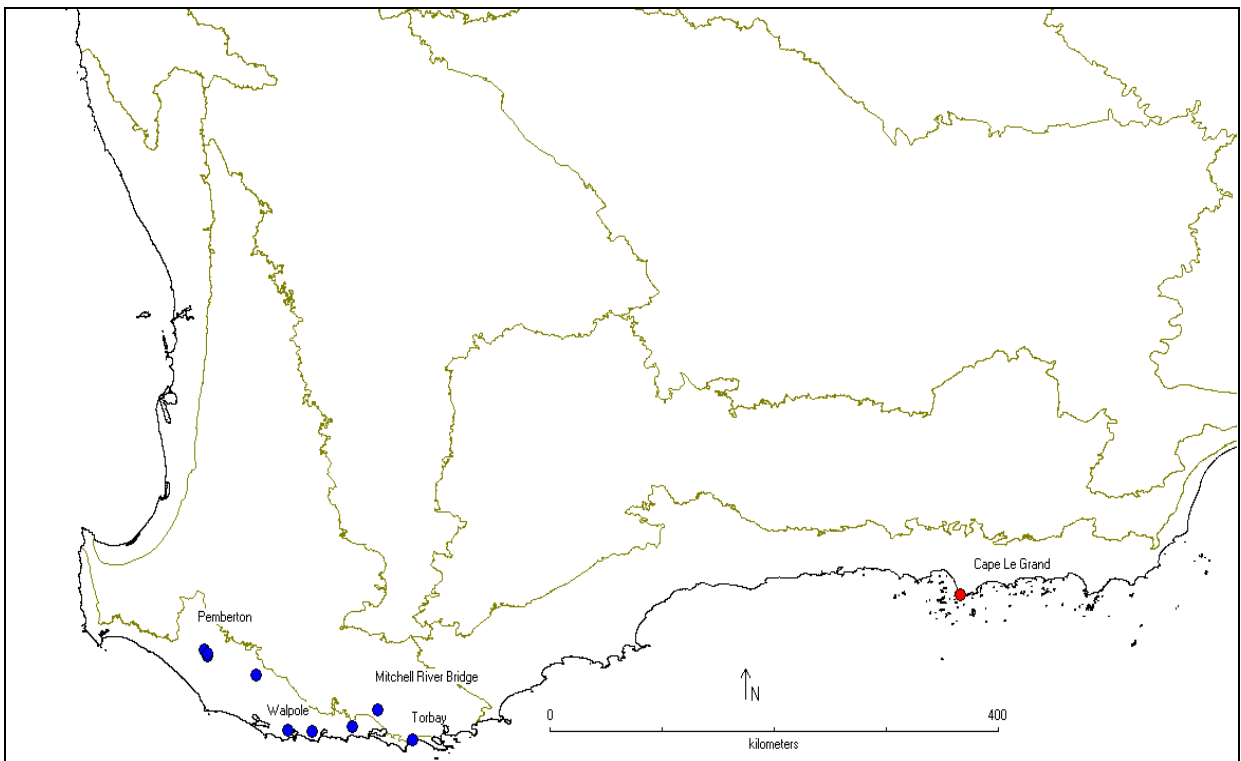 Cape Le Grand
Pemberton
Mitchell River Bridge
Walpole
Torbay
N
0
400
kilometers